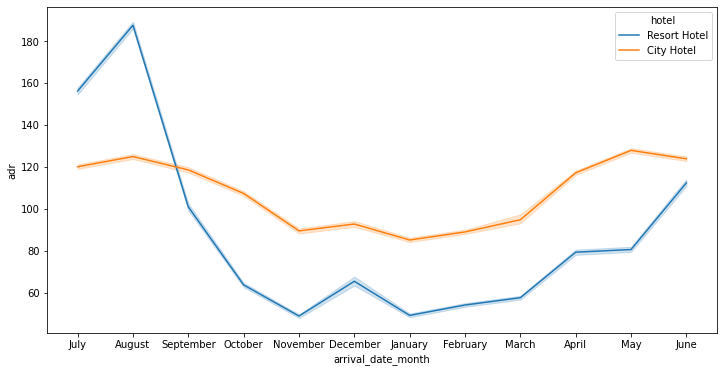 hotel
Resort Hotel
City Hotel
adr
180
160
140
120
100
80
60
July August September October November December January February March April May June
arrival_date_month